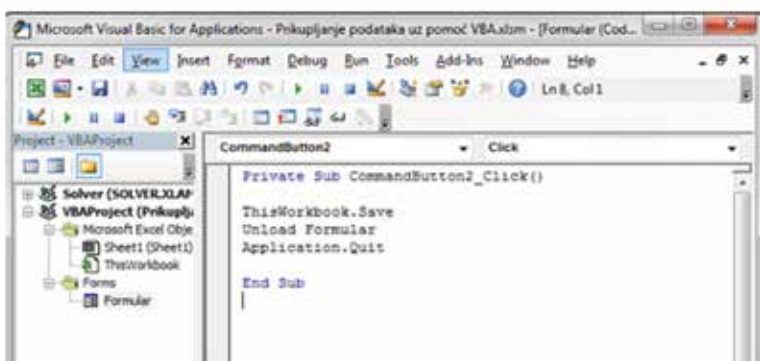 Microsoft Visual Basic for Applications - Prikupljanje podataka uz pomoć VBA.xlsm - [Formular (Cod...
File Edit View Insert Format Debug Run Tools Add-Ins Window Help
Ln 8, Col 1
Project - VBAProject
CommandButton2
Click
Solver (SOLVER.XLAM
VBAProject (Prikuplja
Microsoft Excel Obje
Sheet1 (Sheet1)
ThisWorkbook
Forms
Formular
Private Sub CommandButton2_Click()
ThisWorkbook.Save
Unload Formular
Application.Quit
End Sub